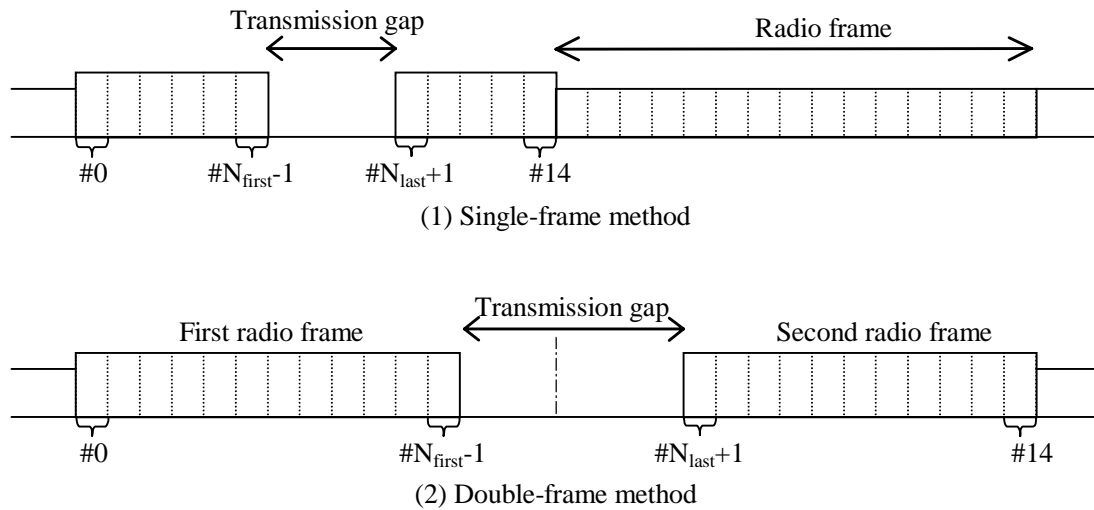 Transmission gap
Radio frame
#0
#Nfirst-1
#Nlast+1
#14
(1) Single-frame method
Transmission gap
First radio frame
Second radio frame
#0
#Nfirst-1
#Nlast+1
#14
(2) Double-frame method